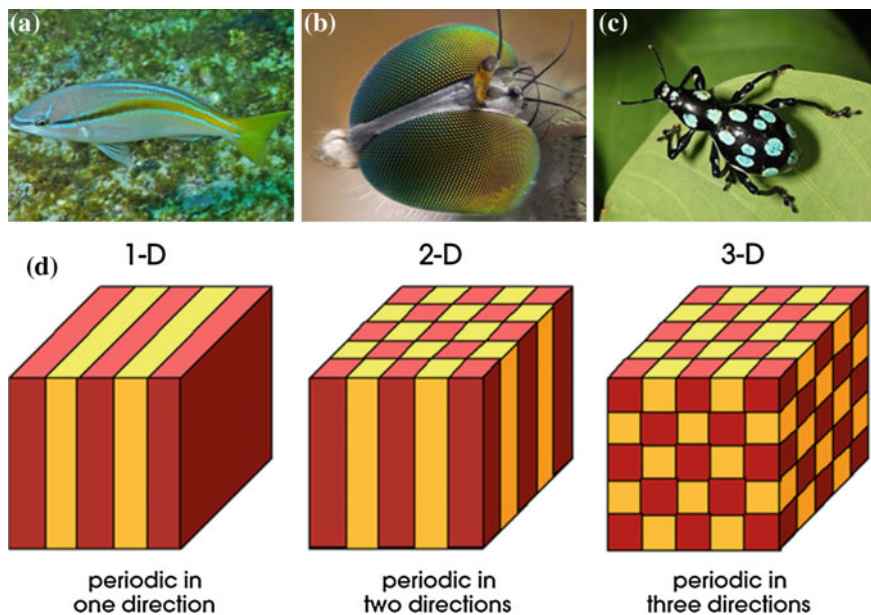 (a)
(b)
(c)
(d)
1-D
2-D
3-D
periodic in
one direction
periodic in
two directions
periodic in
three directions